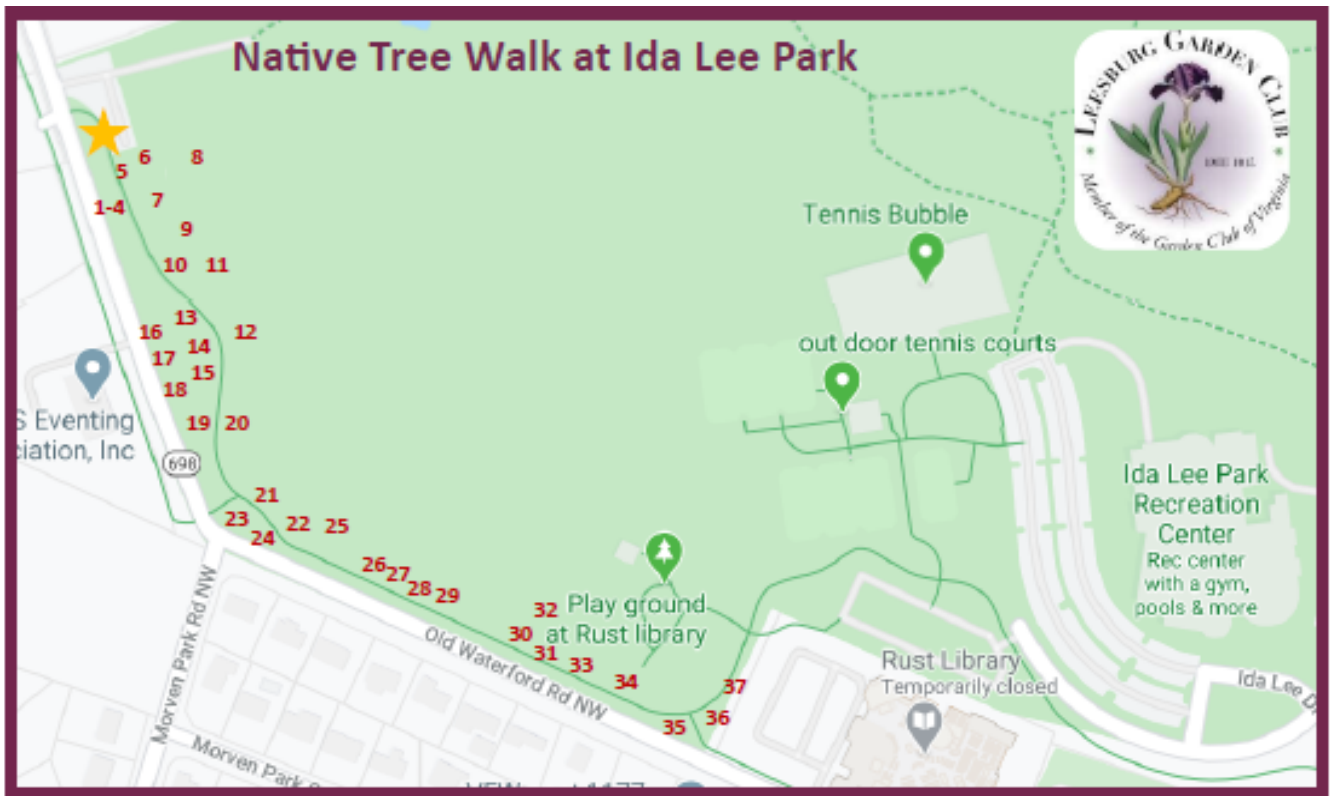 Native Tree Walk at Ida Lee Park
LEESBURG GARDEN CLUB
Member of the Garden Club of Virginia
6
8
5
1-4
7
9
10
11
13
16
12
14
17
15
18
19
20
S Eventing
ciation, Inc
698
21
23
22
25
24
26
27
28
29
32
30
31
33
34
37
36
35
Tennis Bubble
out door tennis courts
Ida Lee Park
Recreation
Center
Rec center
with a gym,
pools & more
Play ground
at Rust library
Rust Library
Temporarily closed
Ida Lee D
Old Waterford Rd NW
Morven Park Rd NW
Morven Park